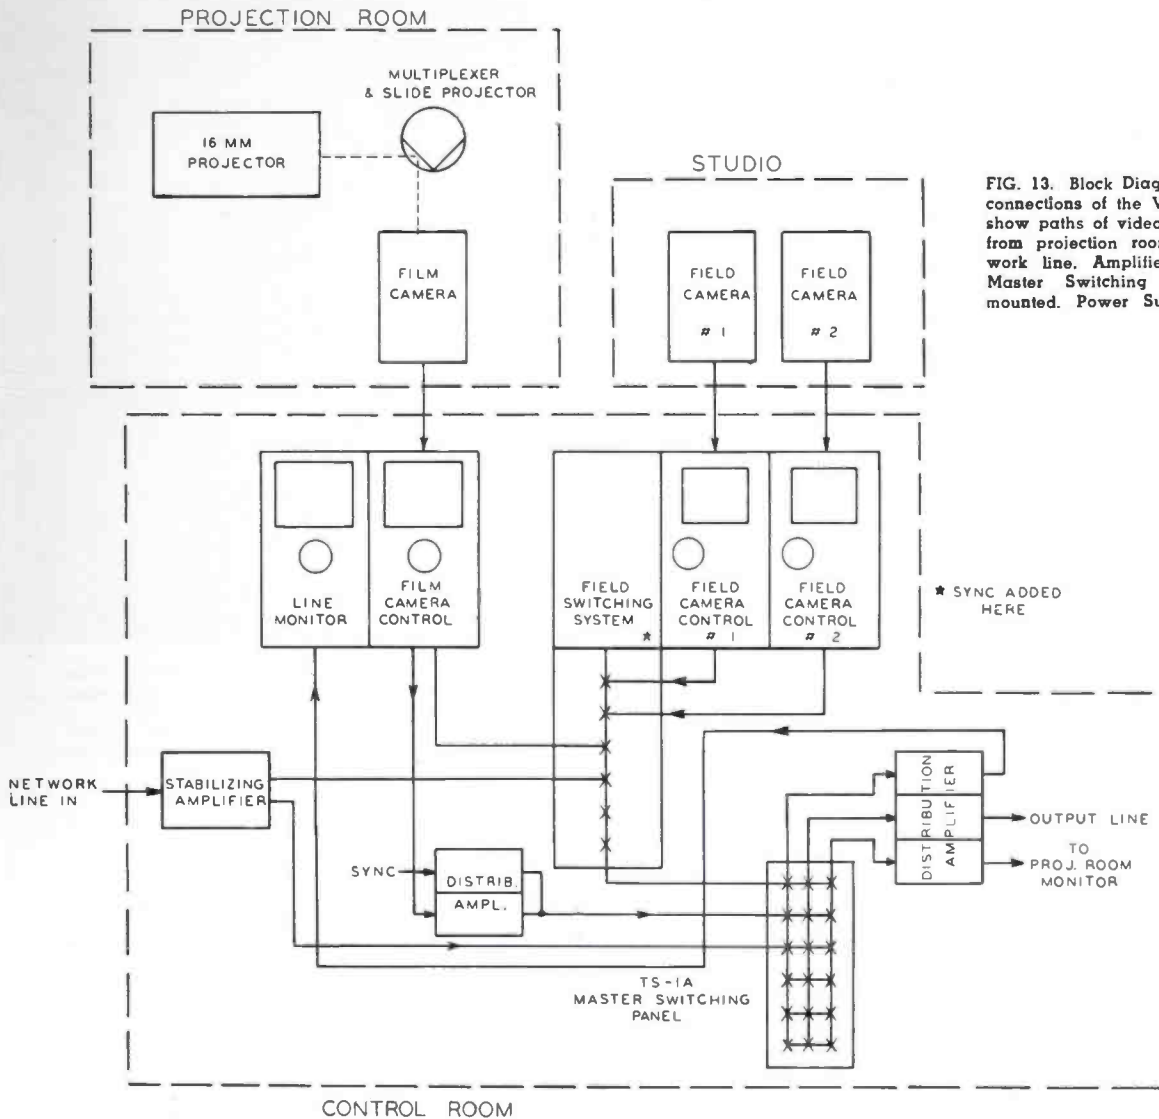 PROJECTION ROOM
MULTIPLEXER
& SLIDE PROJECTOR
16 MM
PROJECTOR
FILM
CAMERA
STUDIO
FIELD
CAMERA
# 1
FIELD
CAMERA
# 2
FIG. 13. Block Diag
connections of the V
show paths of video
from projection roo
work line. Amplifie
Master Switching
mounted. Power Su
LINE
MONITOR
FILM
CAMERA
CONTROL
FIELD
SWITCHING
SYSTEM
*
FIELD
CAMERA
CONTROL
# 1
FIELD
CAMERA
CONTROL
# 2
* SYNC ADDED
HERE
NETWORK
LINE IN
STABILIZING
AMPLIFIER
SYNC
DISTRIB.
AMPL.
DISTRIBUTION
AMPLIFIER
OUTPUT LINE
TO
PROJ. ROOM
MONITOR
TS-1A
MASTER SWITCHING
PANEL
CONTROL ROOM